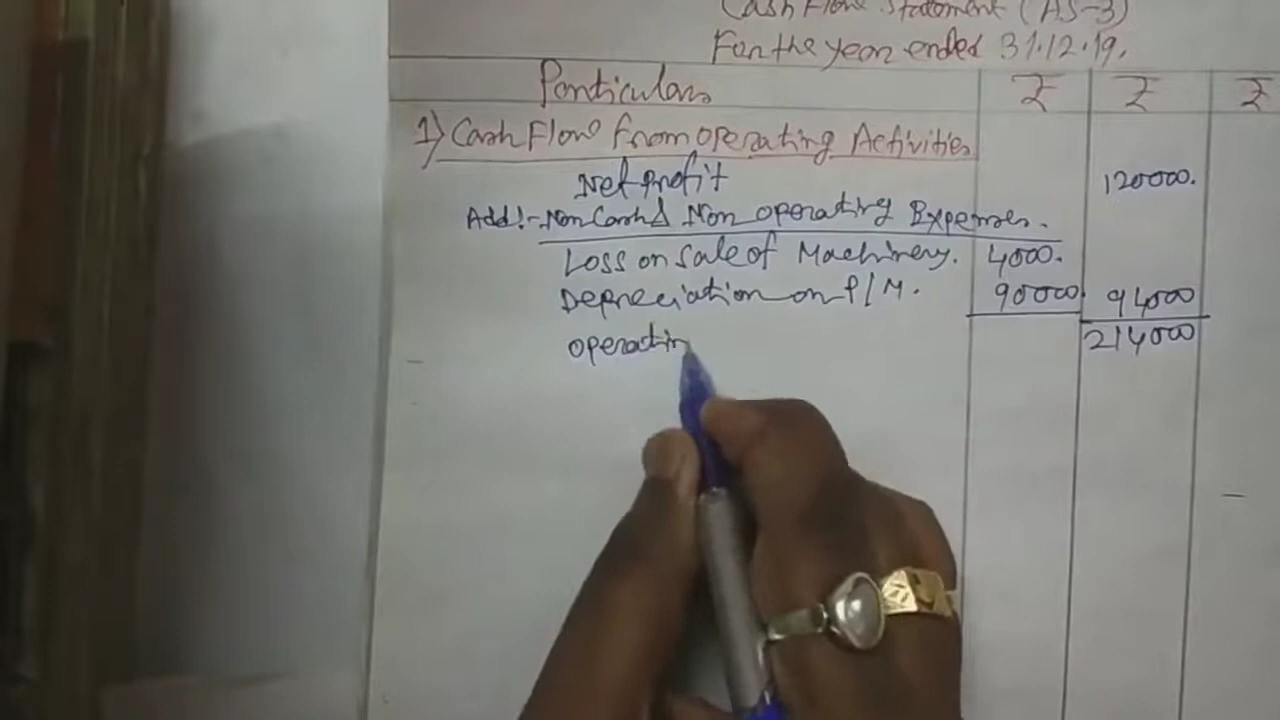 Cash Flow Statement (AS-3)
For the year ended 31.12.19.
Particulars ₹ ₹ ₹
1) Cash Flow from operating Activities
Net Profit 120000.
Add:- Non Cash & Non operating Expenses.
Loss on sale of Machinery. 4000.
Depreciation on P/M. 90000 94000
214000
operatin